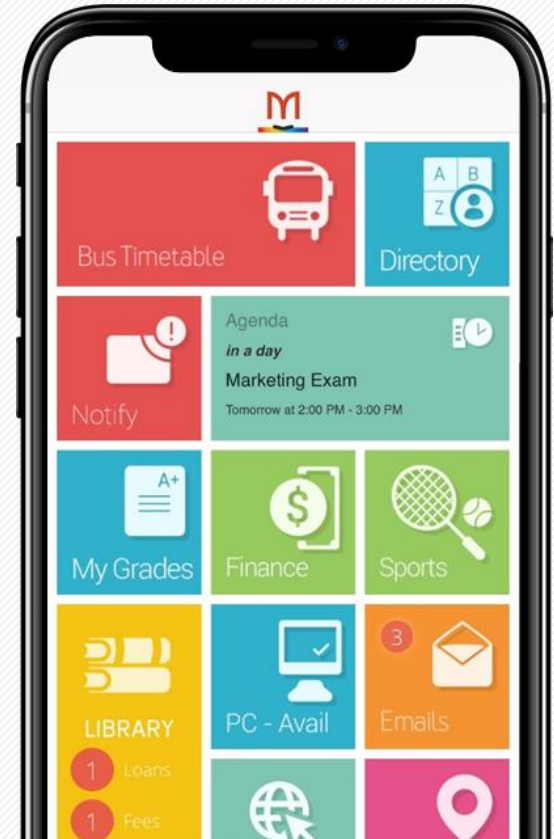 M
Bus Timetable
A B
Z
Directory
!
Notify
Agenda
in a day
Marketing Exam
Tomorrow at 2:00 PM - 3:00 PM
A+
My Grades
$
Finance
Sports
LIBRARY
1 Loans
1 Fees
PC - Avail
3
Emails